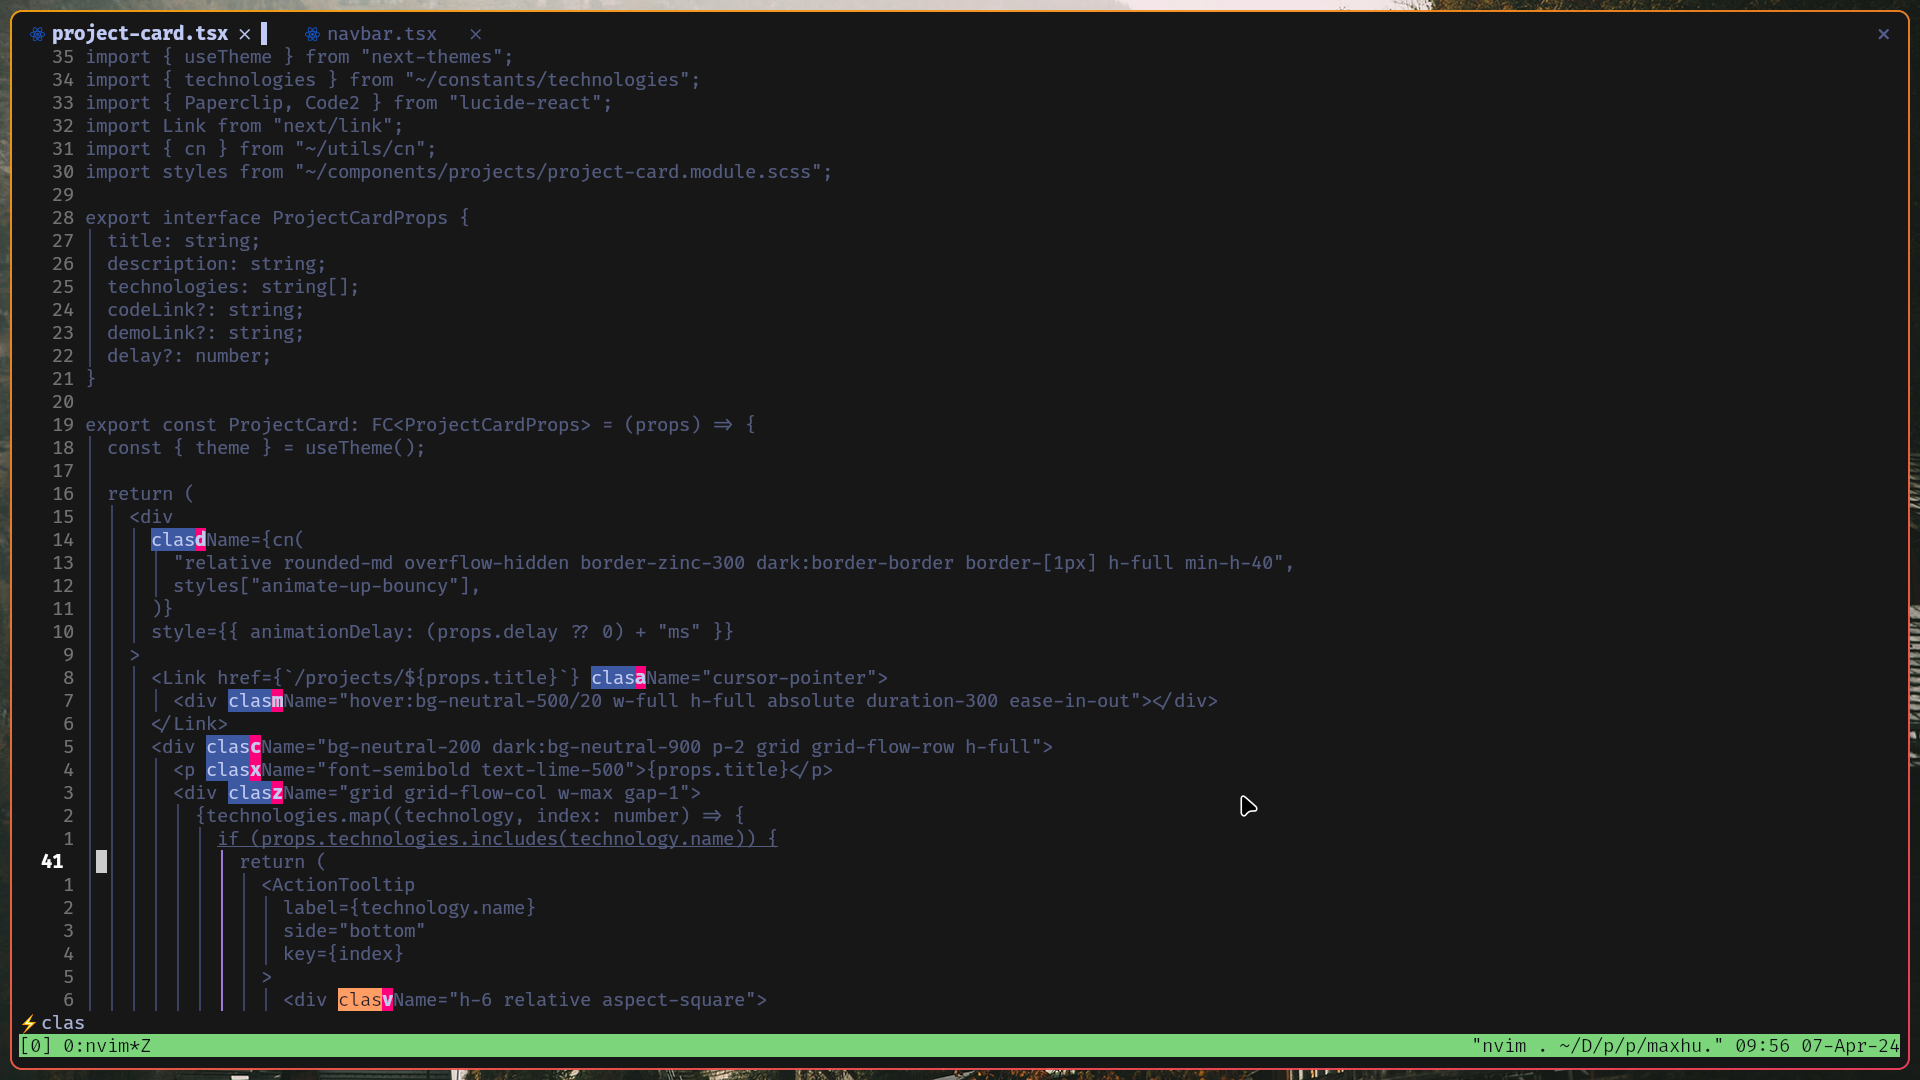 project-card.tsx × navbar.tsx × ×
35 import { useTheme } from "next-themes";
34 import { technologies } from "~/constants/technologies";
33 import { Paperclip, Code2 } from "lucide-react";
32 import Link from "next/link";
31 import { cn } from "~/utils/cn";
30 import styles from "~/components/projects/project-card.module.scss";
29
28 export interface ProjectCardProps {
27 title: string;
26 description: string;
25 technologies: string[];
24 codeLink?: string;
23 demoLink?: string;
22 delay?: number;
21 }
20
19 export const ProjectCard: FC<ProjectCardProps> = (props) => {
18 const { theme } = useTheme();
17
16 return (
15 <div
14 clasdName={cn(
13 "relative rounded-md overflow-hidden border-zinc-300 dark:border-border border-[1px] h-full min-h-40",
12 styles["animate-up-bouncy"],
11 )}
10 style={{ animationDelay: (props.delay ?? 0) + "ms" }}
9 >
8 <Link href={`/projects/${props.title}`} clasaName="cursor-pointer">
7 <div clasmName="hover:bg-neutral-500/20 w-full h-full absolute duration-300 ease-in-out"></div>
6 </Link>
5 <div clascName="bg-neutral-200 dark:bg-neutral-900 p-2 grid grid-flow-row h-full">
4 <p clasxName="font-semibold text-lime-500">{props.title}</p>
3 <div claszName="grid grid-flow-col w-max gap-1">
2 {technologies.map((technology, index: number) => {
1 if (props.technologies.includes(technology.name)) {
41 return (
1 <ActionTooltip
2 label={technology.name}
3 side="bottom"
4 key={index}
5 >
6 <div clasvName="h-6 relative aspect-square">
⚡clas
[0] 0:nvim*Z "nvim . ~/D/p/p/maxhu." 09:56 07-Apr-24